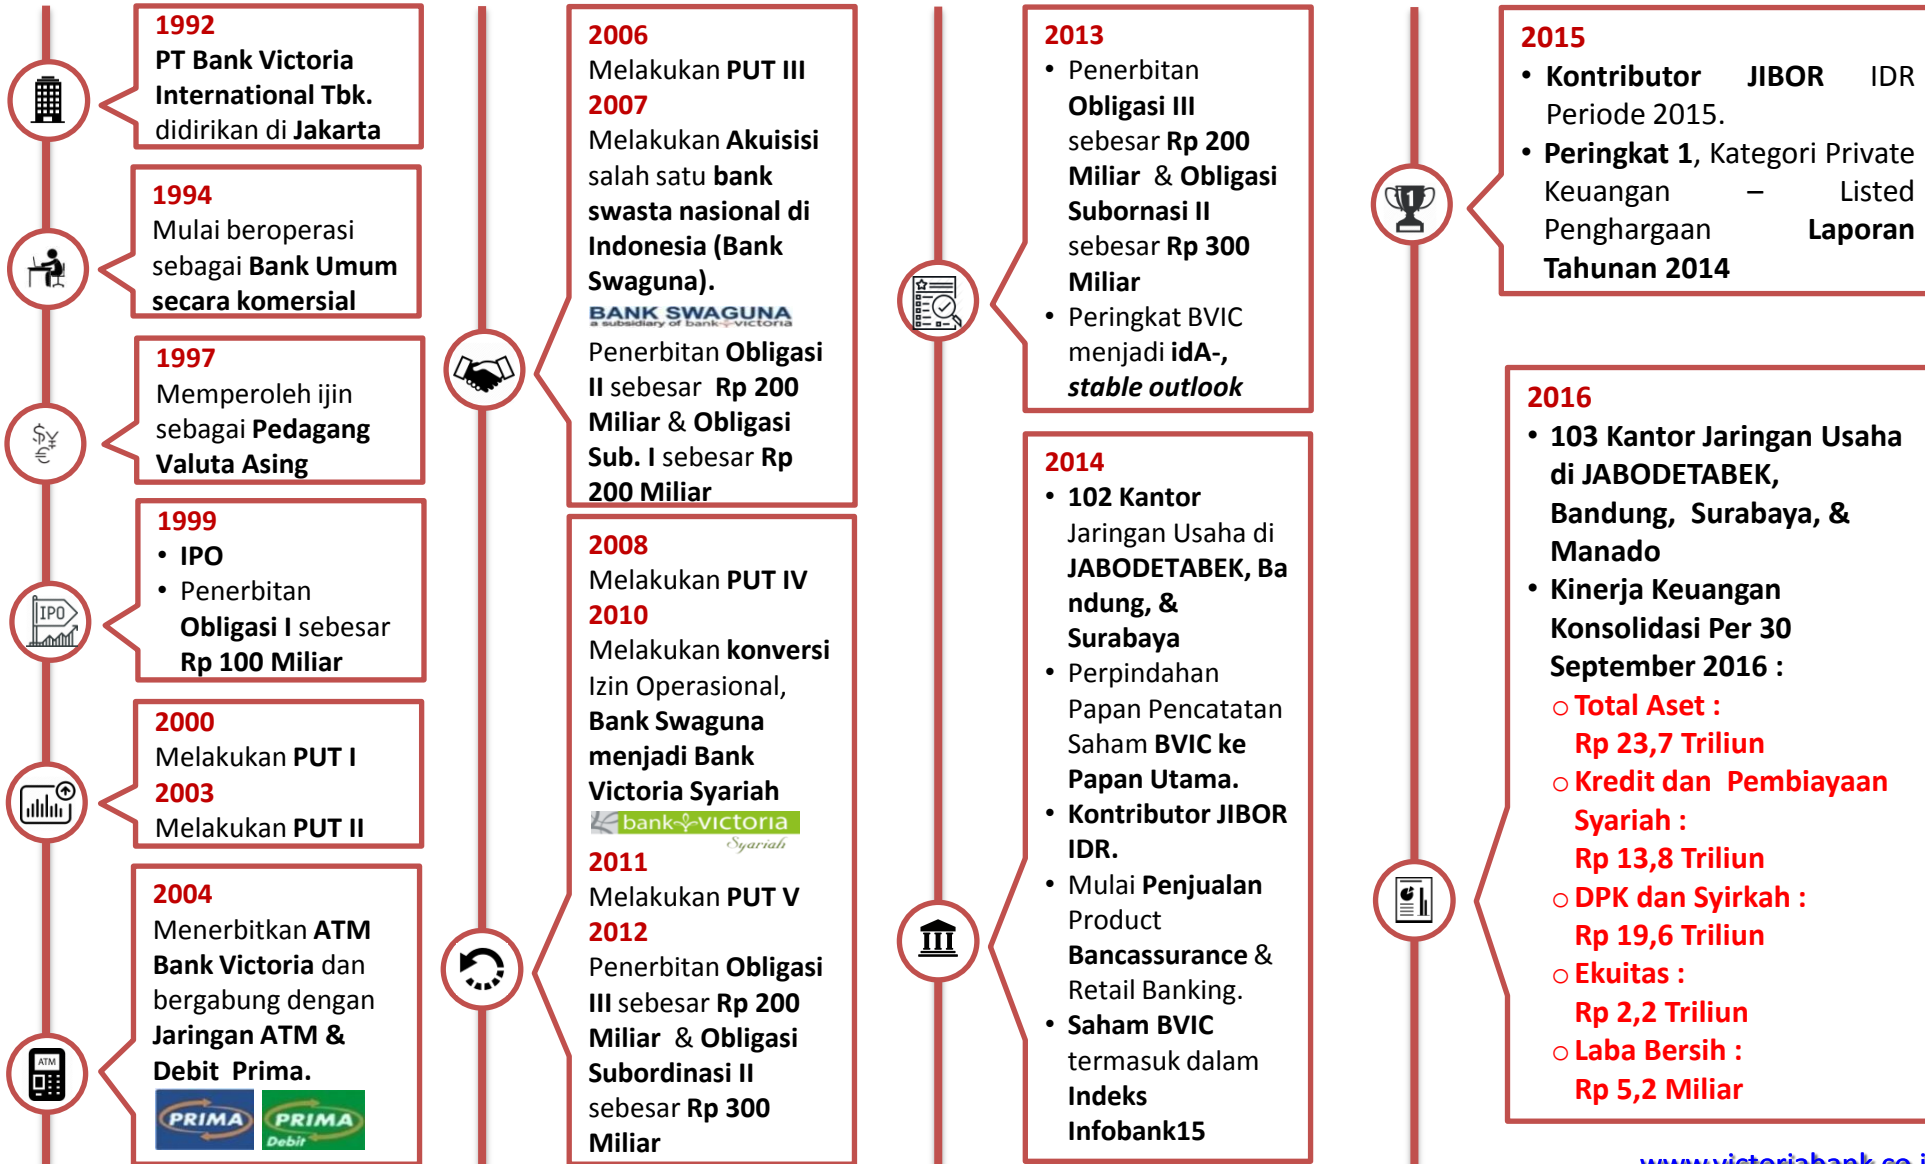 1992
PT Bank Victoria
International Tbk.
didirikan di Jakarta
1994
Mulai beroperasi
sebagai Bank Umum
secara komersial
1997
Memperoleh ijin
sebagai Pedagang
Valuta Asing
$¥
€
1999
• IPO
• Penerbitan
Obligasi I sebesar
Rp 100 Miliar
IPO
2000
Melakukan PUT I
2003
Melakukan PUT II
2004
Menerbitkan ATM
Bank Victoria dan
bergabung dengan
Jaringan ATM &
Debit Prima.
ATM
PRIMA
PRIMA
Debit
2006
Melakukan PUT III
2007
Melakukan Akuisisi
salah satu bank
swasta nasional di
Indonesia (Bank
Swaguna).
BANK SWAGUNA
a subsidiary of bank victoria
Penerbitan Obligasi
II sebesar Rp 200
Miliar & Obligasi
Sub. I sebesar Rp
200 Miliar
2008
Melakukan PUT IV
2010
Melakukan konversi
Izin Operasional,
Bank Swaguna
menjadi Bank
Victoria Syariah
bank victoria
Syariah
2011
Melakukan PUT V
2012
Penerbitan Obligasi
III sebesar Rp 200
Miliar & Obligasi
Subordinasi II
sebesar Rp 300
Miliar
2013
• Penerbitan
Obligasi III
sebesar Rp 200
Miliar & Obligasi
Subornasi II
sebesar Rp 300
Miliar
• Peringkat BVIC
menjadi idA-,
stable outlook
2014
• 102 Kantor
Jaringan Usaha di
JABODETABEK, Ba
ndung, &
Surabaya
• Perpindahan
Papan Pencatatan
Saham BVIC ke
Papan Utama.
• Kontributor JIBOR
IDR.
• Mulai Penjualan
Product
Bancassurance &
Retail Banking.
• Saham BVIC
termasuk dalam
Indeks
Infobank15
1
2015
• Kontributor JIBOR IDR
Periode 2015.
• Peringkat 1, Kategori Private
Keuangan – Listed
Penghargaan Laporan
Tahunan 2014
2016
• 103 Kantor Jaringan Usaha
di JABODETABEK,
Bandung, Surabaya, &
Manado
• Kinerja Keuangan
Konsolidasi Per 30
September 2016 :
o Total Aset :
Rp 23,7 Triliun
o Kredit dan Pembiayaan
Syariah :
Rp 13,8 Triliun
o DPK dan Syirkah :
Rp 19,6 Triliun
o Ekuitas :
Rp 2,2 Triliun
o Laba Bersih :
Rp 5,2 Miliar
www.victoriabank.co.i